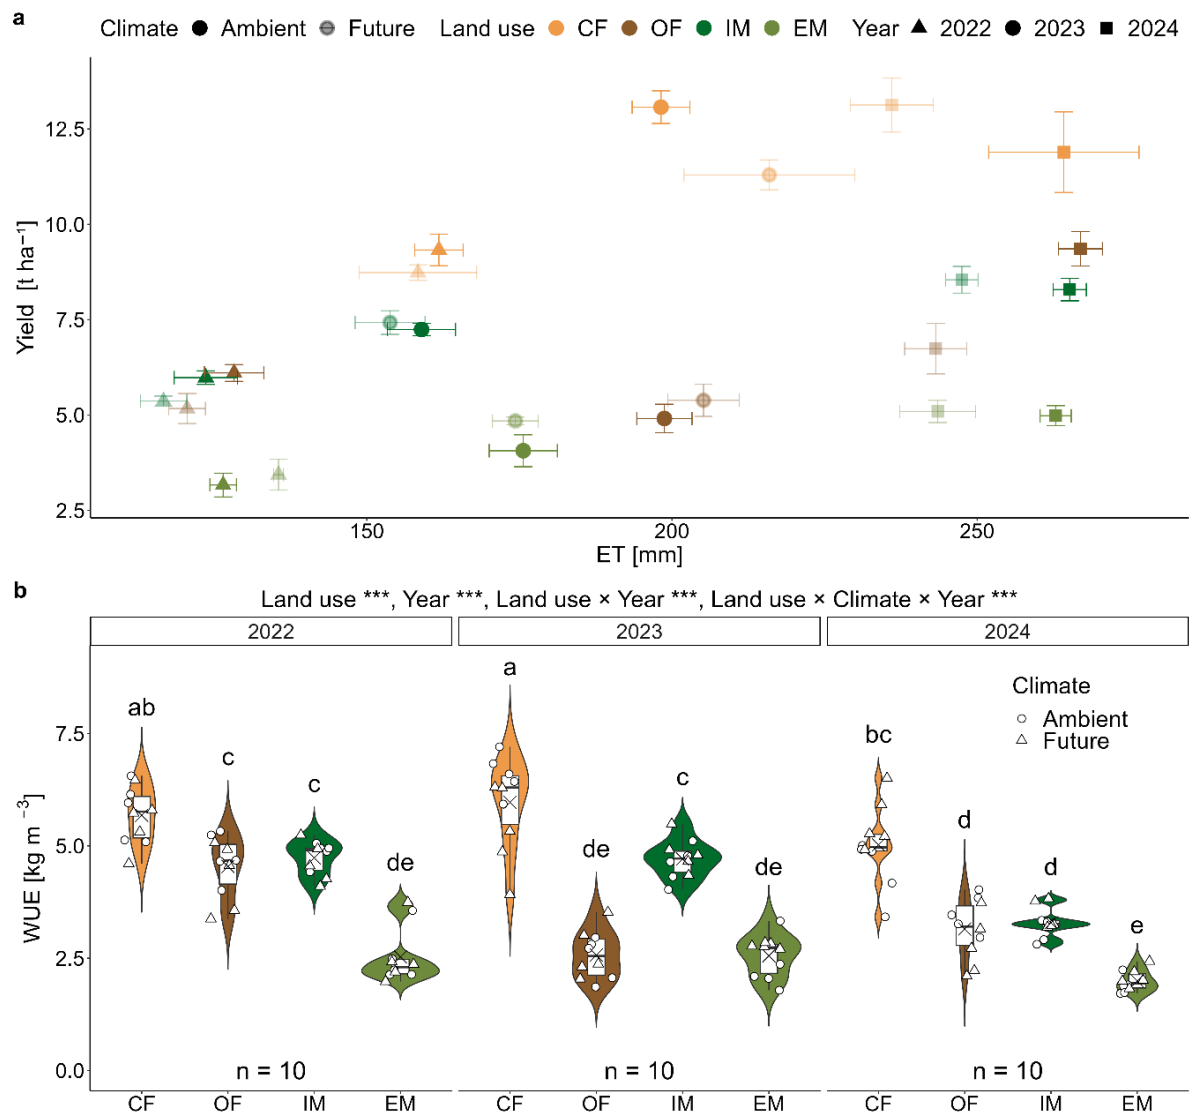 a
Climate Ambient Future Land use CF OF IM EM Year 2022 2023 2024
Yield [t ha⁻¹]
12.5
10.0
7.5
5.0
2.5
150 200 250
ET [mm]
b
Land use ***, Year ***, Land use × Year ***, Land use × Climate × Year ***
2022 2023 2024
WUE [kg m⁻³]
7.5
5.0
2.5
0.0
ab c c de
a de c de
bc d d e
Climate
Ambient
Future
n = 10 n = 10 n = 10
CF OF IM EM CF OF IM EM CF OF IM EM